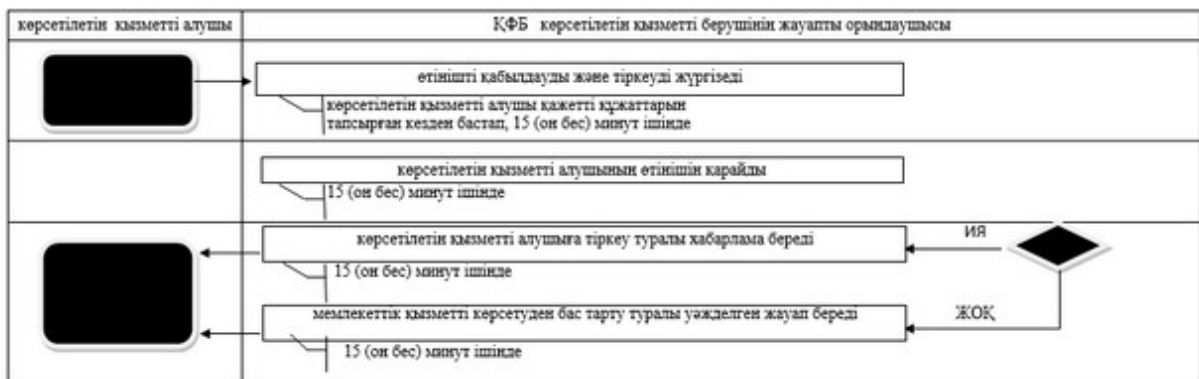 көрсетілетін қызметті алушы
ҚФБ көрсетілетін қызметті берушінің жауапты орындаушысы
өтінішті қабылдауды және тіркеуді жүргізеді
көрсетілетін қызметті алушы қажетті құжаттарын
тапсырған кезден бастап, 15 (он бес) минут ішінде
көрсетілетін қызметті алушының өтінішін қарайды
15 (он бес) минут ішінде
көрсетілетін қызметті алушыға тіркеу туралы хабарлама береді
ИЯ
15 (он бес) минут ішінде
мемлекеттік қызметті көрсетуден бас тарту туралы уәжделген жауап береді
ЖОҚ
15 (он бес) минут ішінде